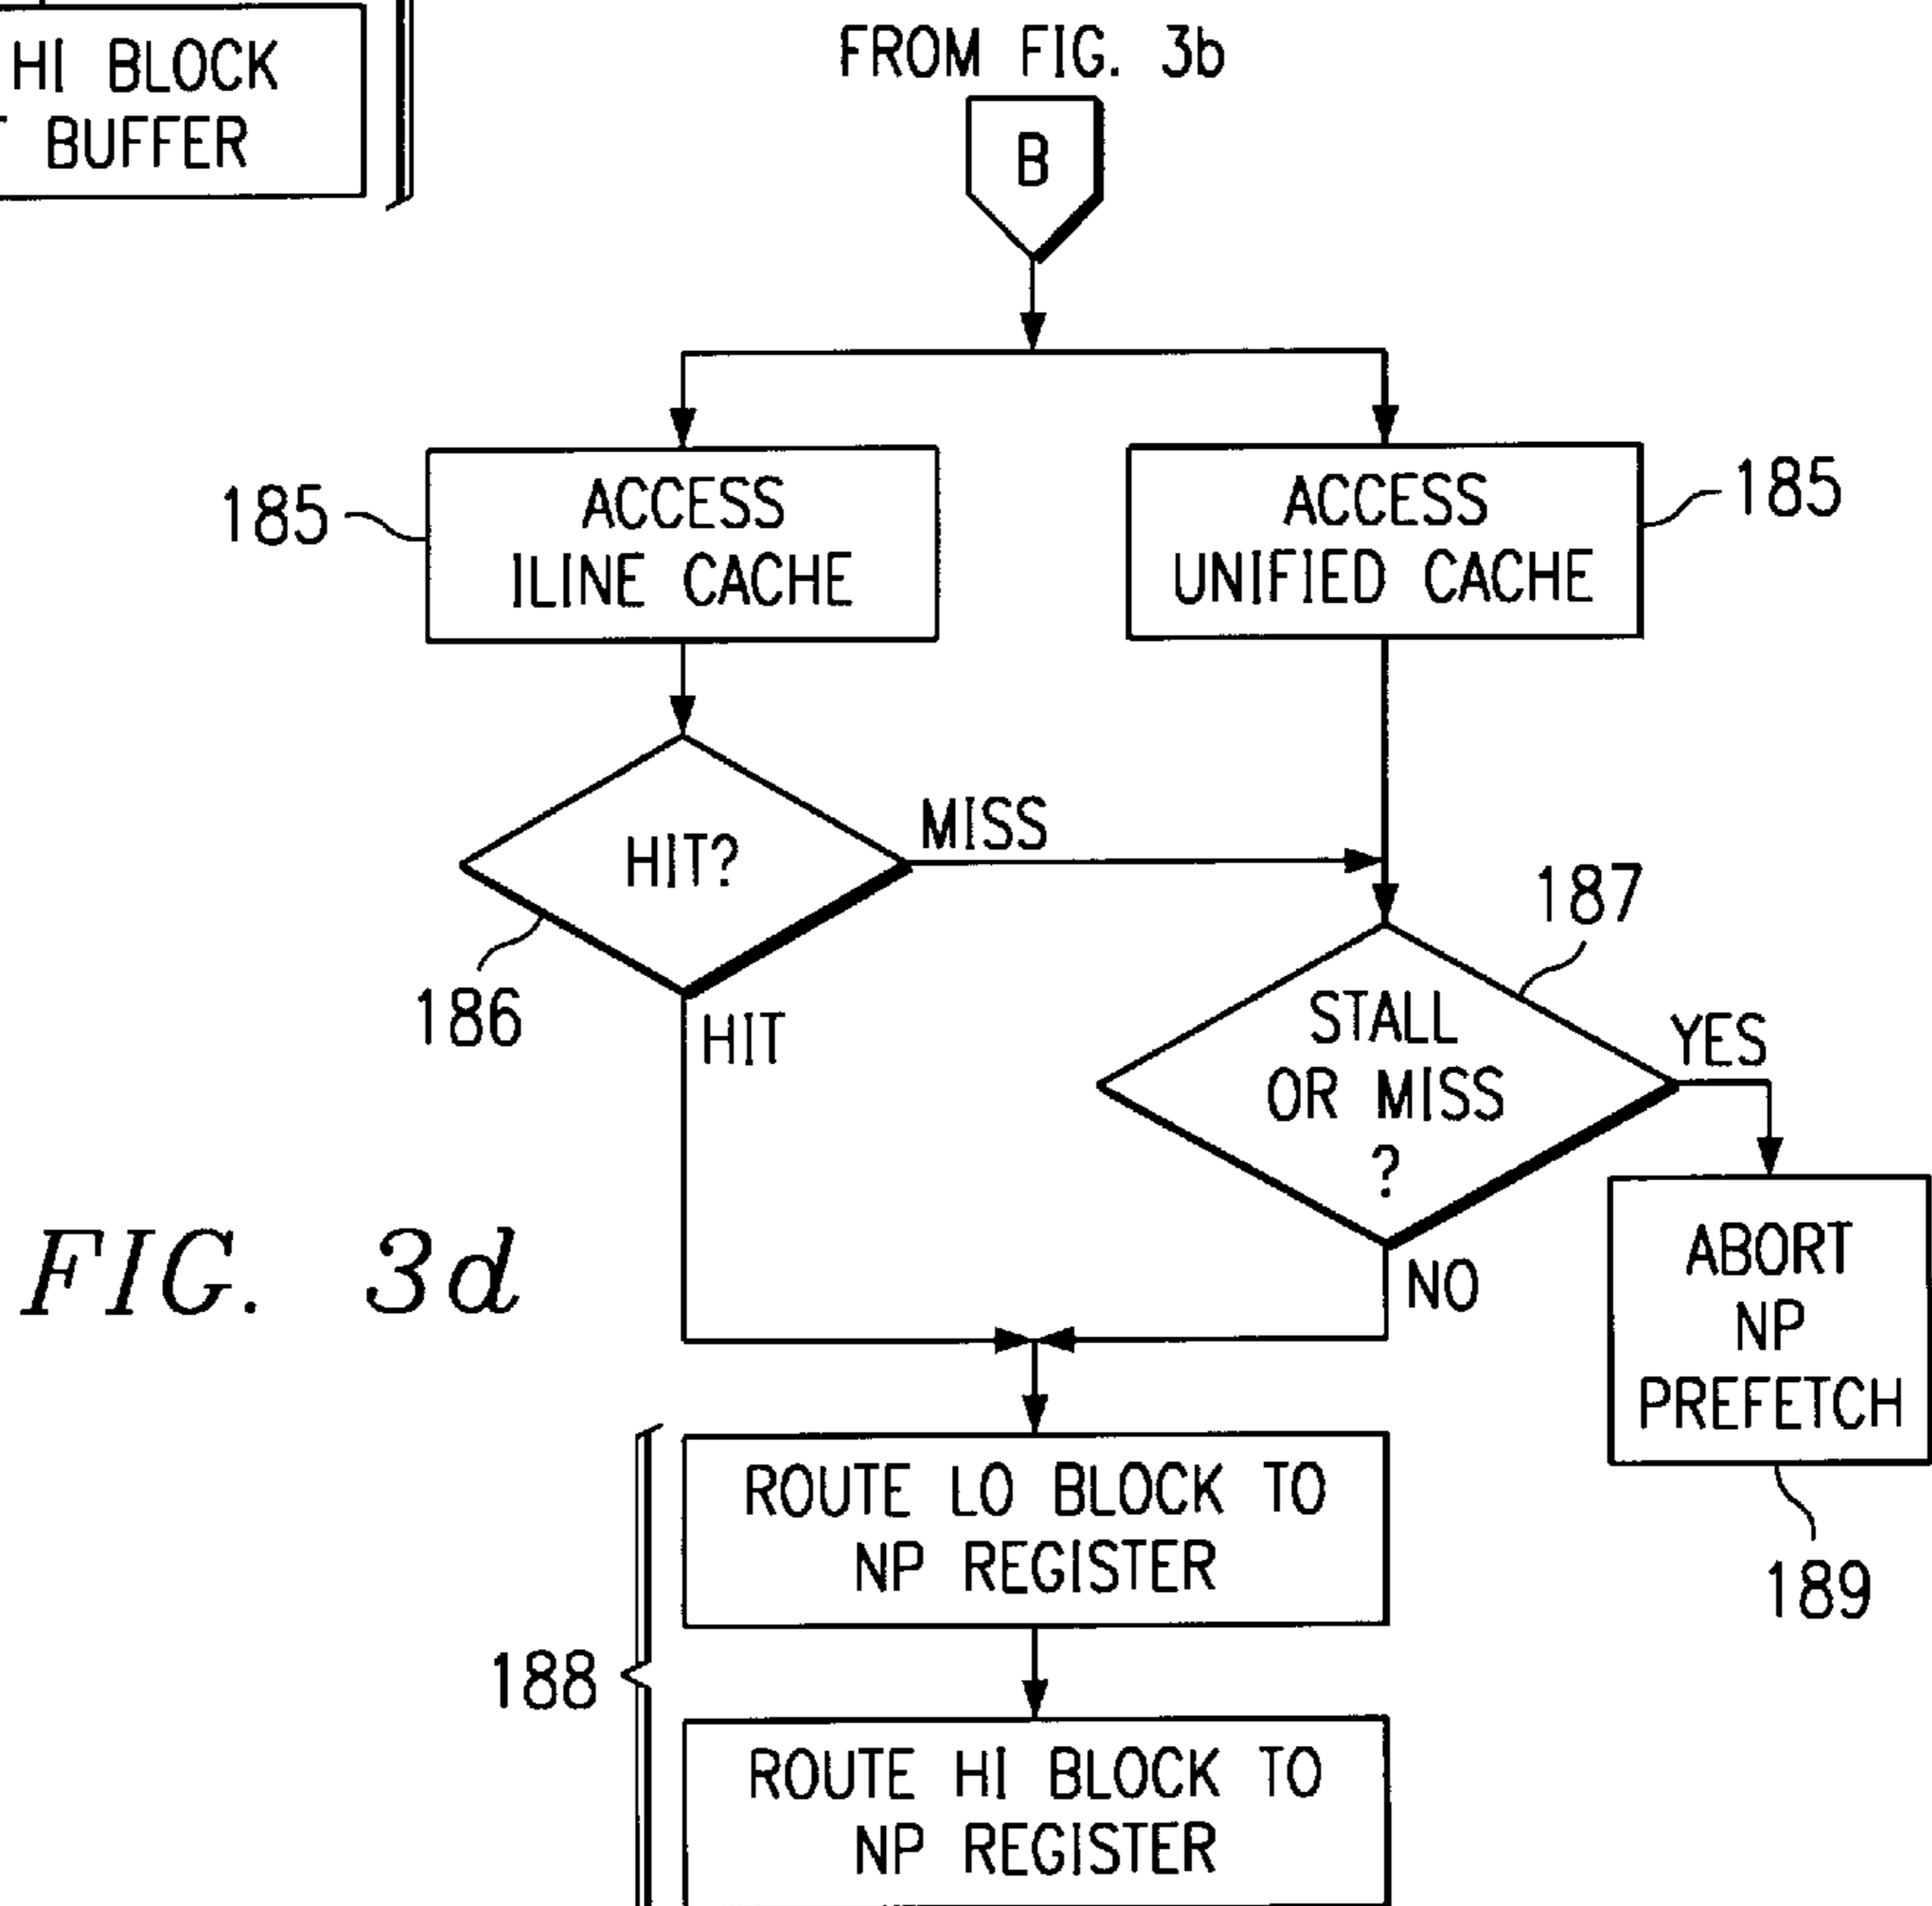 HI BLOCK
BUFFER
FROM FIG. 3b
B
185
ACCESS
ILINE CACHE
ACCESS
UNIFIED CACHE
185
HIT?
MISS
186
HIT
187
STALL
OR MISS
?
YES
NO
ABORT
NP
PREFETCH
189
FIG. 3d
188
ROUTE LO BLOCK TO
NP REGISTER
ROUTE HI BLOCK TO
NP REGISTER